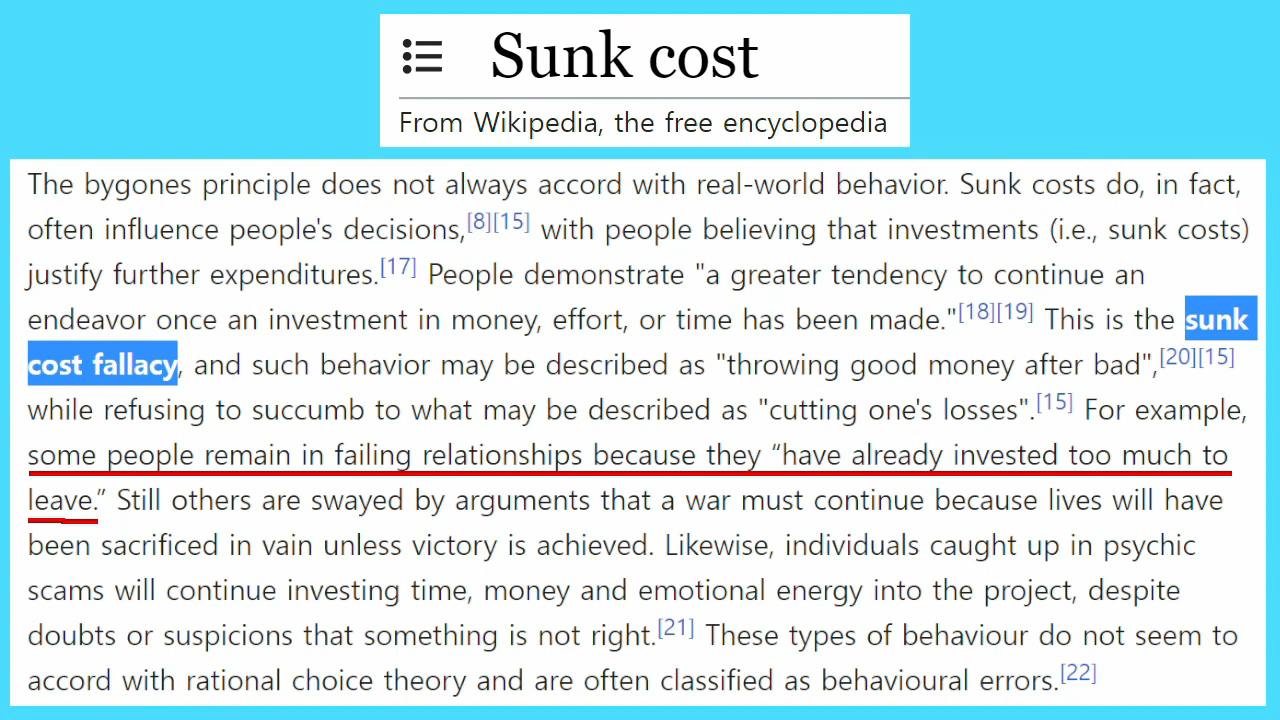 Sunk cost
From Wikipedia, the free encyclopedia
The bygones principle does not always accord with real-world behavior. Sunk costs do, in fact,
often influence people's decisions,[8][15] with people believing that investments (i.e., sunk costs)
justify further expenditures.[17] People demonstrate "a greater tendency to continue an
endeavor once an investment in money, effort, or time has been made."[18][19] This is the sunk
cost fallacy, and such behavior may be described as "throwing good money after bad",[20][15]
while refusing to succumb to what may be described as "cutting one's losses".[15] For example,
some people remain in failing relationships because they “have already invested too much to
leave.” Still others are swayed by arguments that a war must continue because lives will have
been sacrificed in vain unless victory is achieved. Likewise, individuals caught up in psychic
scams will continue investing time, money and emotional energy into the project, despite
doubts or suspicions that something is not right.[21] These types of behaviour do not seem to
accord with rational choice theory and are often classified as behavioural errors.[22]